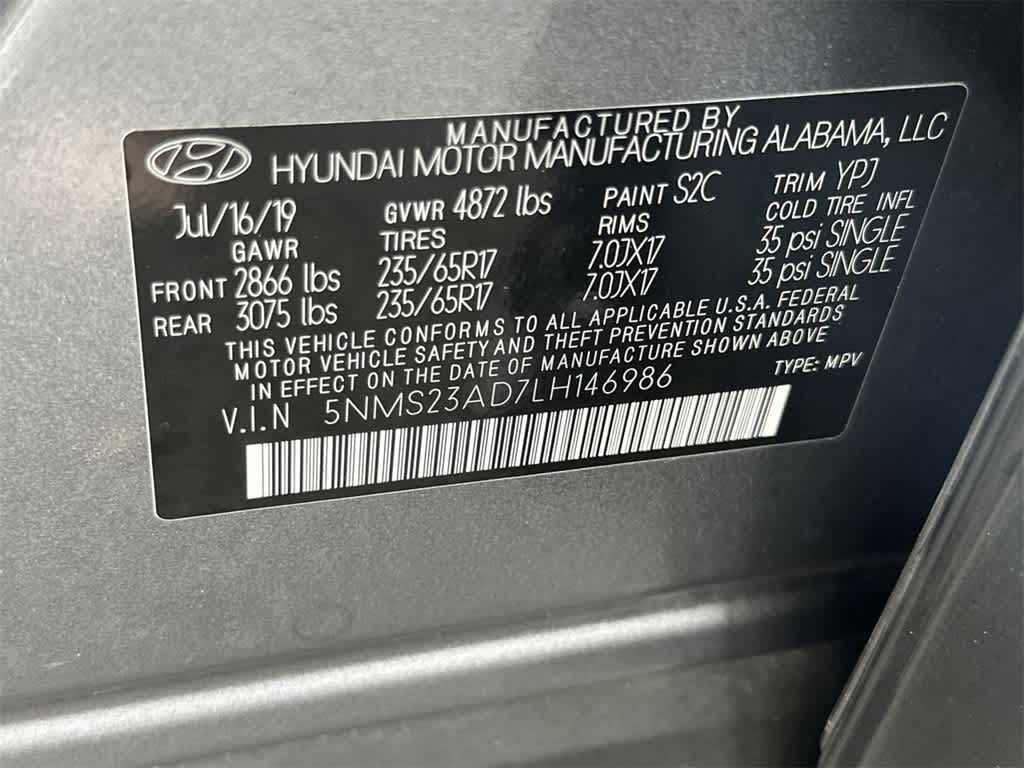 MANUFACTURED BY
HYUNDAI MOTOR MANUFACTURING ALABAMA, LLC
Jul/16/19 GVWR 4872 lbs PAINT S2C TRIM YPJ
GAWR TIRES RIMS COLD TIRE INFL
FRONT 2866 lbs 235/65R17 7.0JX17 35 psi SINGLE
REAR 3075 lbs 235/65R17 7.0JX17 35 psi SINGLE
THIS VEHICLE CONFORMS TO ALL APPLICABLE U.S.A. FEDERAL
MOTOR VEHICLE SAFETY AND THEFT PREVENTION STANDARDS
IN EFFECT ON THE DATE OF MANUFACTURE SHOWN ABOVE
V.I.N 5NMS23AD7LH146986 TYPE: MPV